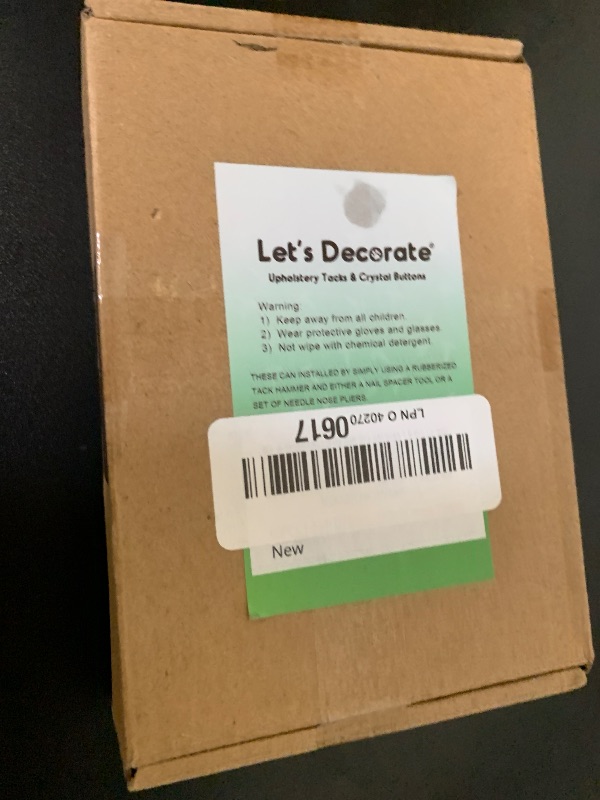 Let's Decorate®
Upholstery Tacks & Crystal Buttons
Warning:
1) Keep away from all children.
2) Wear protective gloves and glasses.
3) Not wipe with chemical detergent.
THESE CAN INSTALLED BY SIMPLY USING A RUBBERIZED
TACK HAMMER AND EITHER A NAIL SPACER TOOL OR A
SET OF NEEDLE NOSE PLIERS.
LPN O 402700617
New